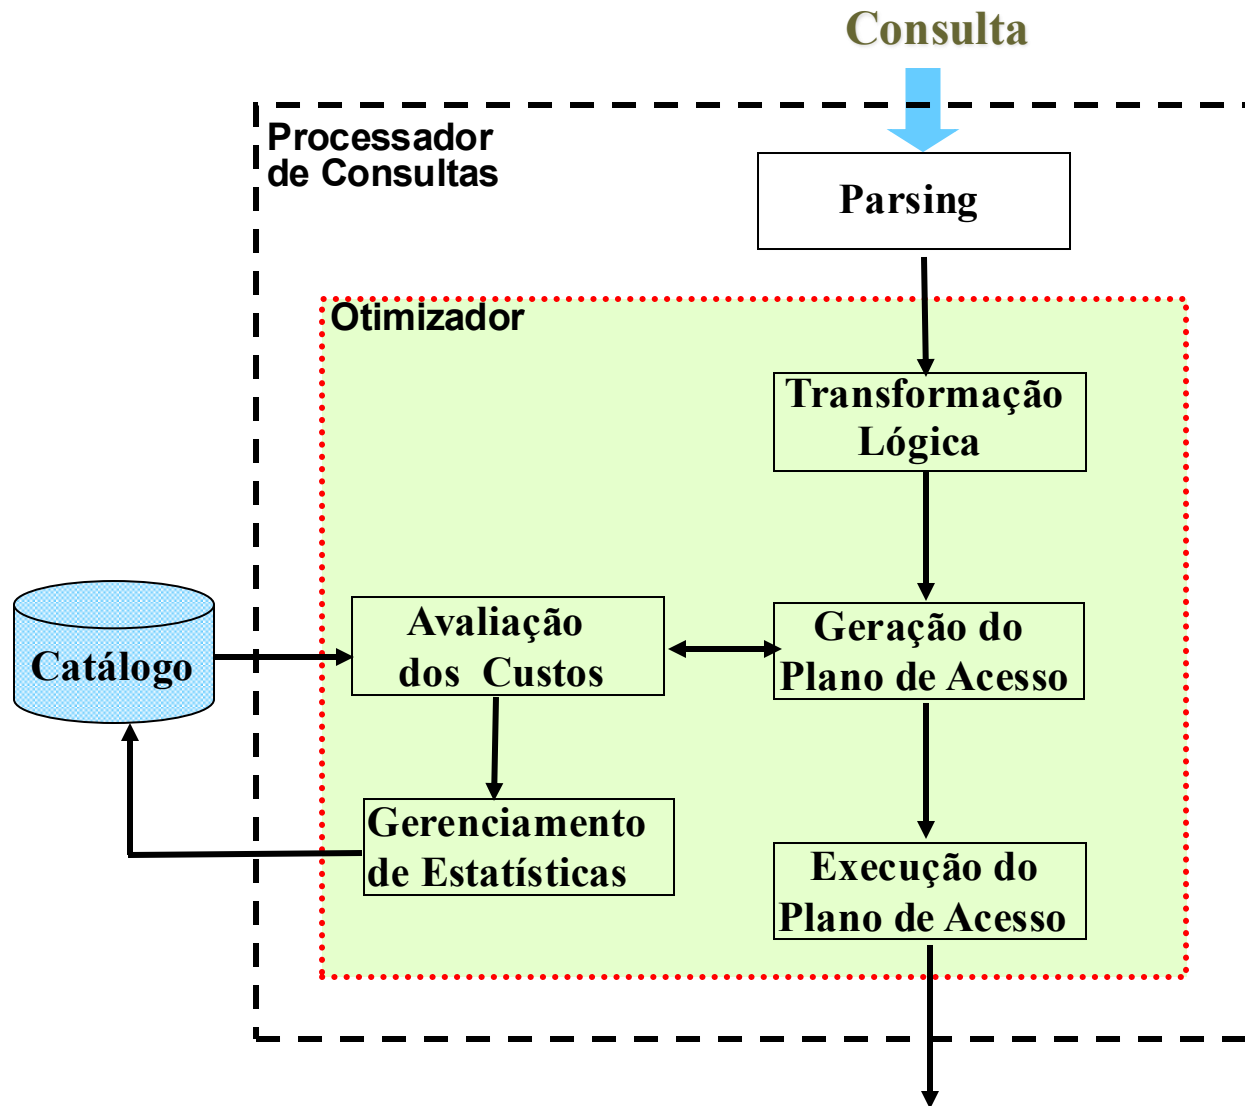 Consulta
Processador
de Consultas
Parsing
Otimizador
Transformação
Lógica
Catálogo
Avaliação
dos Custos
Geração do
Plano de Acesso
Gerenciamento
de Estatísticas
Execução do
Plano de Acesso